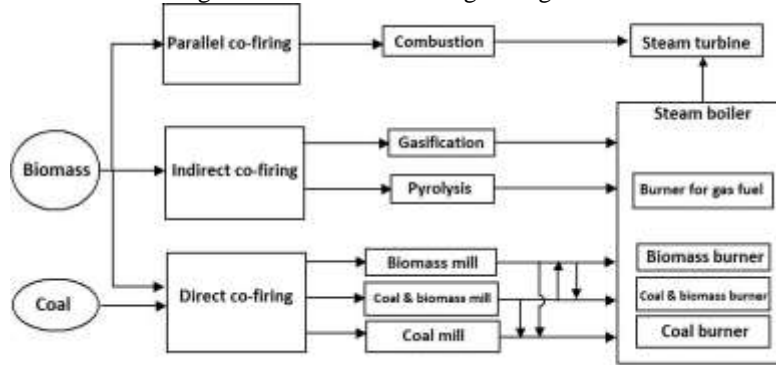 Parallel co-firing
Combustion
Steam turbine
Steam boiler
Biomass
Indirect co-firing
Gasification
Pyrolysis
Burner for gas fuel
Coal
Direct co-firing
Biomass mill
Biomass burner
Coal & biomass mill
Coal & biomass burner
Coal mill
Coal burner